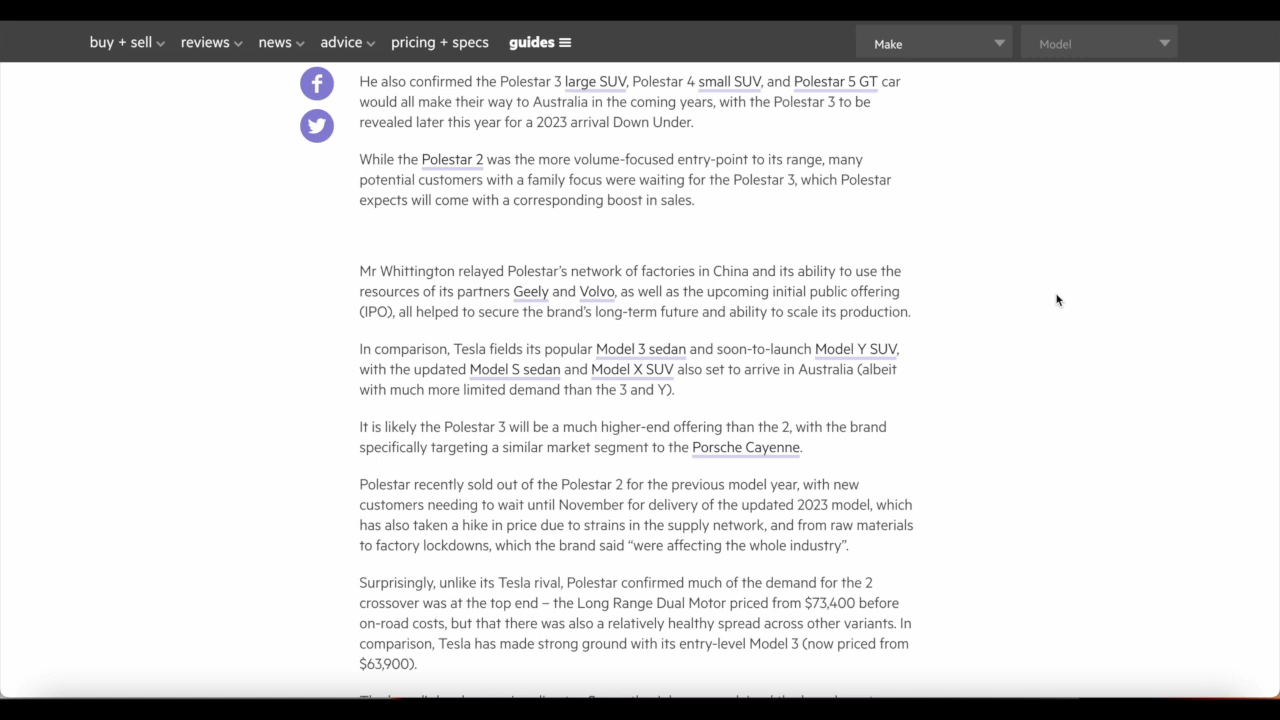 buy + sell reviews news advice pricing + specs guides Make Model
He also confirmed the Polestar 3 large SUV, Polestar 4 small SUV, and Polestar 5 GT car
would all make their way to Australia in the coming years, with the Polestar 3 to be
revealed later this year for a 2023 arrival Down Under.
While the Polestar 2 was the more volume-focused entry-point to its range, many
potential customers with a family focus were waiting for the Polestar 3, which Polestar
expects will come with a corresponding boost in sales.
Mr Whittington relayed Polestar’s network of factories in China and its ability to use the
resources of its partners Geely and Volvo, as well as the upcoming initial public offering
(IPO), all helped to secure the brand’s long-term future and ability to scale its production.
In comparison, Tesla fields its popular Model 3 sedan and soon-to-launch Model Y SUV,
with the updated Model S sedan and Model X SUV also set to arrive in Australia (albeit
with much more limited demand than the 3 and Y).
It is likely the Polestar 3 will be a much higher-end offering than the 2, with the brand
specifically targeting a similar market segment to the Porsche Cayenne.
Polestar recently sold out of the Polestar 2 for the previous model year, with new
customers needing to wait until November for delivery of the updated 2023 model, which
has also taken a hike in price due to strains in the supply network, and from raw materials
to factory lockdowns, which the brand said “were affecting the whole industry”.
Surprisingly, unlike its Tesla rival, Polestar confirmed much of the demand for the 2
crossover was at the top end – the Long Range Dual Motor priced from $73,400 before
on-road costs, but that there was also a relatively healthy spread across other variants. In
comparison, Tesla has made strong ground with its entry-level Model 3 (now priced from
$63,900).